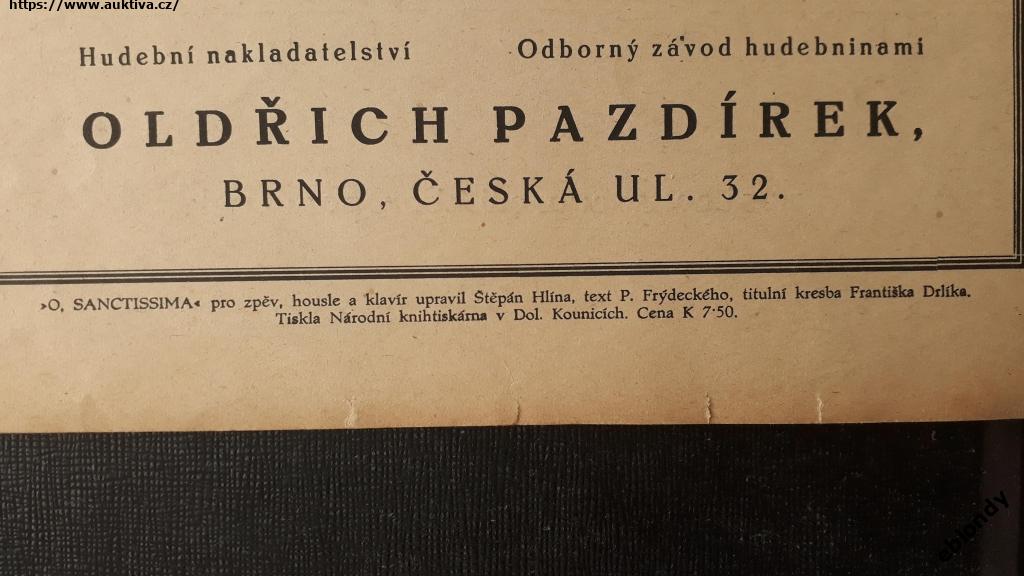 https://www.auktiva.cz/
Hudební nakladatelství Odborný závod hudebninami
OLDŘICH PAZDÍREK,
BRNO, ČESKÁ UL. 32.
»O, SANCTISSIMA« pro zpěv, housle a klavír upravil Štěpán Hlína, text P. Frýdeckého, titulní kresba Františka Drlíka.
Tiskla Národní knihtiskárna v Dol. Kounicích. Cena K 7·50.
eblondy